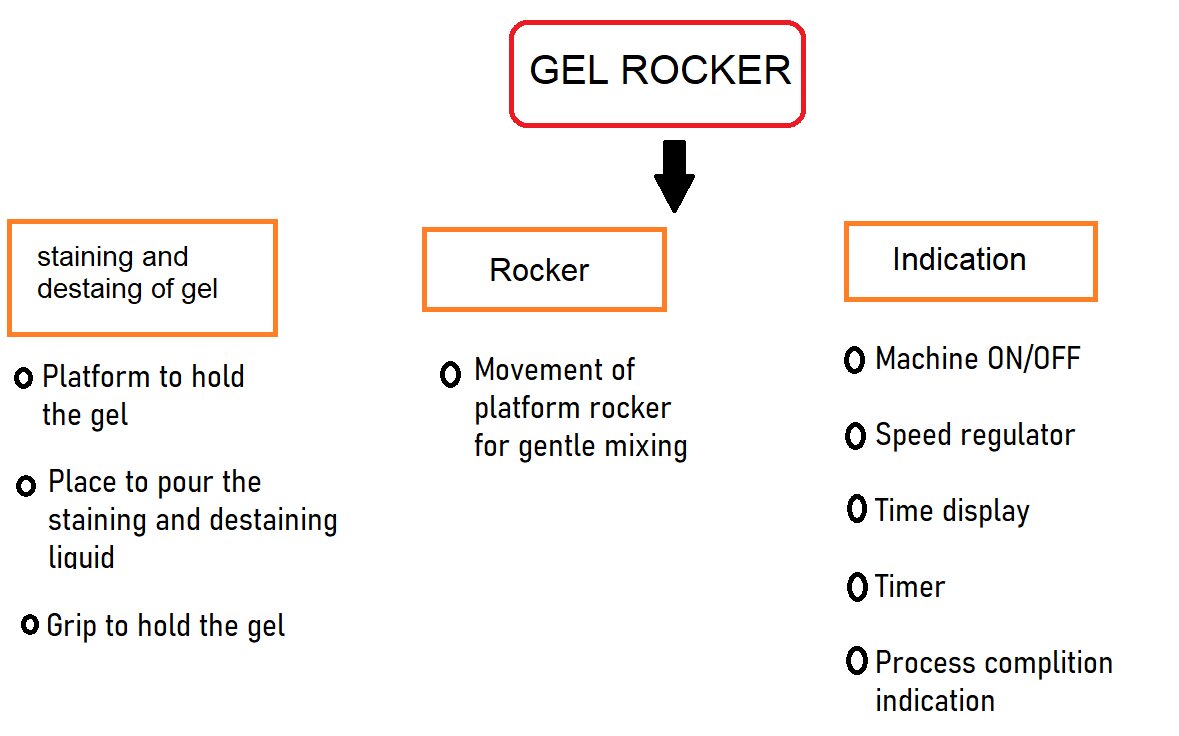 GEL ROCKER
staining and
destaing of gel
Platform to hold
the gel
Place to pour the
staining and destaining
liquid
Grip to hold the gel
Rocker
Movement of
platform rocker
for gentle mixing
Indication
Machine ON/OFF
Speed regulator
Time display
Timer
Process complition
indication